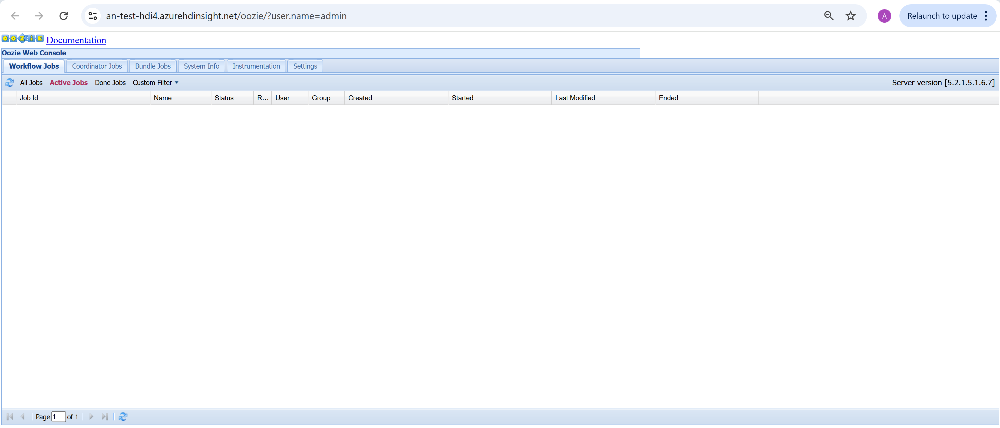 an-test-hdi4.azurehdinsight.net/oozie/?user.name=admin
A
Relaunch to update
OOZiE Documentation
Oozie Web Console
Workflow Jobs Coordinator Jobs Bundle Jobs System Info Instrumentation Settings
All Jobs Active Jobs Done Jobs Custom Filter
Server version [5.2.1.5.1.6.7]
Job Id Name Status R... User Group Created Started Last Modified Ended
Page 1 of 1